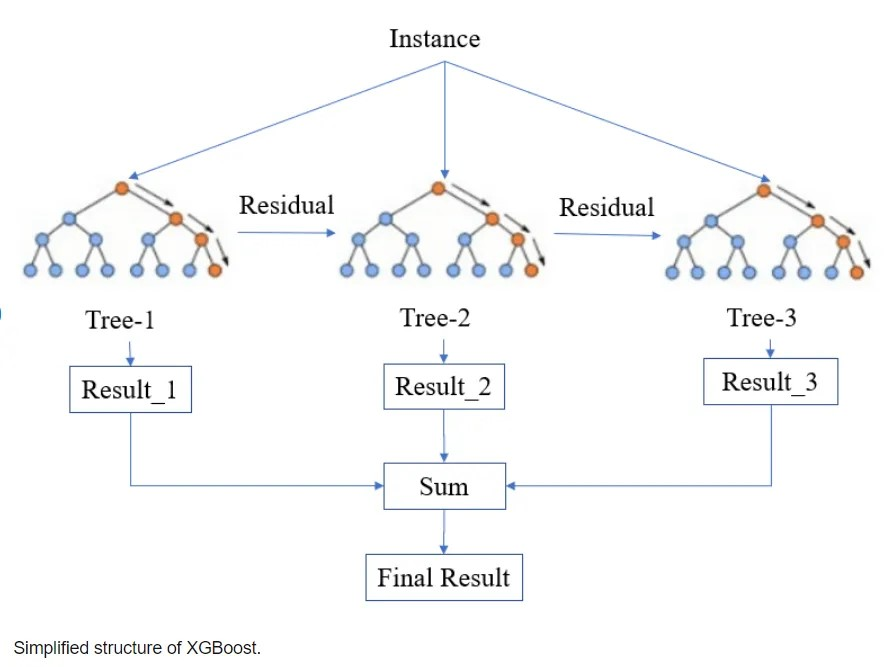 Instance
Residual
Residual
Tree-1
Tree-2
Tree-3
Result_1
Result_2
Result_3
Sum
Final Result
Simplified structure of XGBoost.